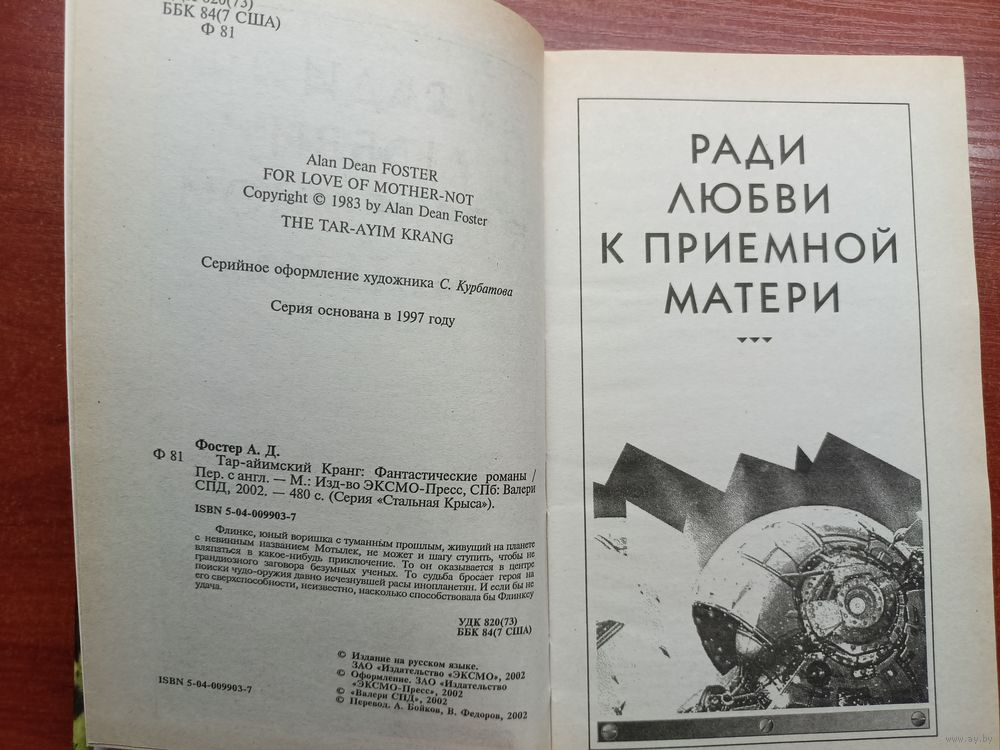 820(73)
ББК 84(7 США)
Ф 81
Alan Dean FOSTER
FOR LOVE OF MOTHER-NOT
Copyright © 1983 by Alan Dean Foster
THE TAR-AYIM KRANG
Серийное оформление художника С. Курбатова
Серия основана в 1997 году
Фостер А. Д.
Ф 81 Тар-айимский Кранг: Фантастические романы /
Пер. с англ. — М.: Изд-во ЭКСМО-Пресс, СПб: Валери
СПД, 2002. — 480 с. (Серия «Стальная Крыса»).
ISBN 5-04-009903-7
Флинкс, юный воришка с туманным прошлым, живущий на планете
с невинным названием Мотылек, не может и шагу ступить, чтобы не
вляпаться в какое-нибудь приключение. То он оказывается в центре
грандиозного заговора безумных ученых. То судьба бросает героя на
поиски чудо-оружия давно исчезнувшей расы инопланетян. И если бы не
его сверхспособности, неизвестно, насколько способствовала бы Флинксу
удача.
УДК 820(73)
ББК 84(7 США)
© Издание на русском языке.
ЗАО «Издательство «ЭКСМО», 2002
© Оформление. ЗАО «Издательство
«ЭКСМО-Пресс», 2002
© «Валери СПД», 2002
© Перевод. А. Бойков, В. Федоров, 2002
ISBN 5-04-009903-7
РАДИ
ЛЮБВИ
К ПРИЕМНОЙ
МАТЕРИ
www.ay.by